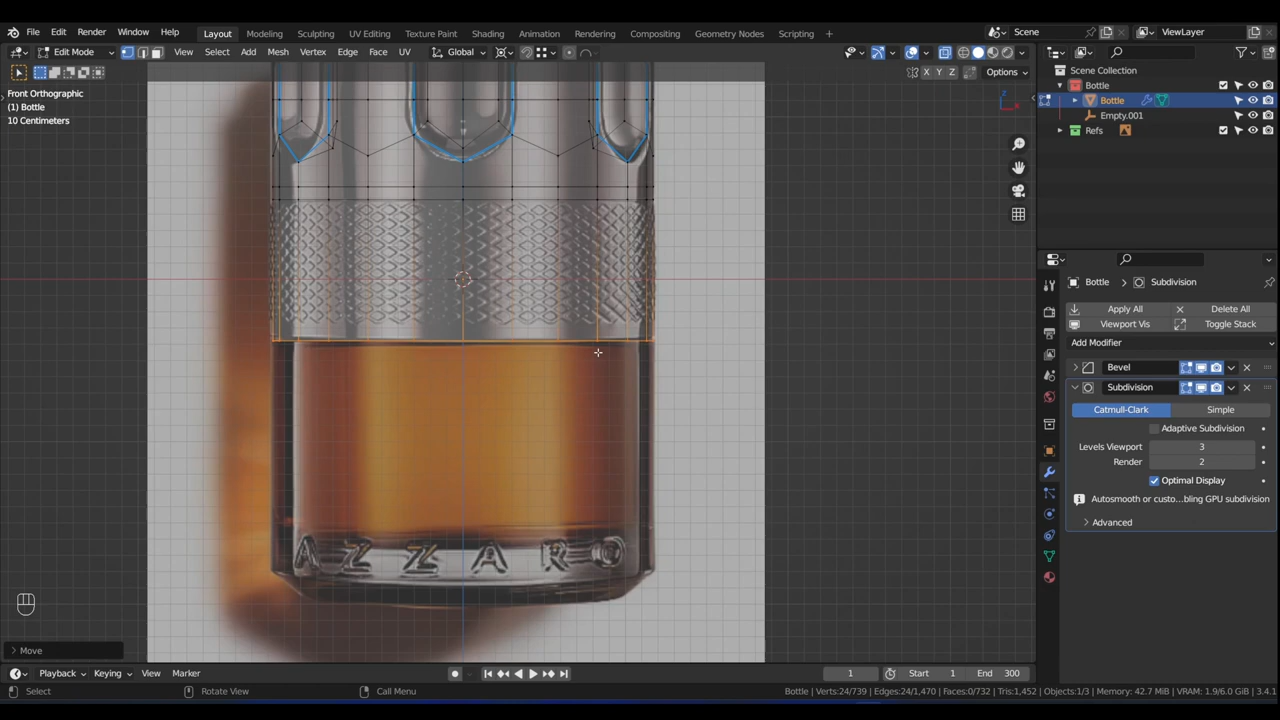 File Edit Render Window Help Layout Modeling Sculpting UV Editing Texture Paint Shading Animation Rendering Compositing Geometry Nodes Scripting + Scene ViewLayer
Edit Mode View Select Add Mesh Vertex Edge Face UV Global
X Y Z Options
Front Orthographic
(1) Bottle
10 Centimeters
Z
X
Scene Collection
Bottle
Bottle
Empty.001
Refs
Bottle > Subdivision
Apply All Delete All
Viewport Vis Toggle Stack
Add Modifier
Bevel
Subdivision
Catmull-Clark Simple
Adaptive Subdivision
Levels Viewport 3
Render 2
Optimal Display
Autosmooth or custo...bling GPU subdivision
Advanced
AZZARO
Move
Playback Keying View Marker 1 Start 1 End 300
Select Rotate View Call Menu Bottle | Verts:24/739 | Edges:24/1,470 | Faces:0/732 | Tris:1,452 | Objects:1/3 | Memory: 42.7 MiB | VRAM: 1.9/6.0 GiB | 3.4.1